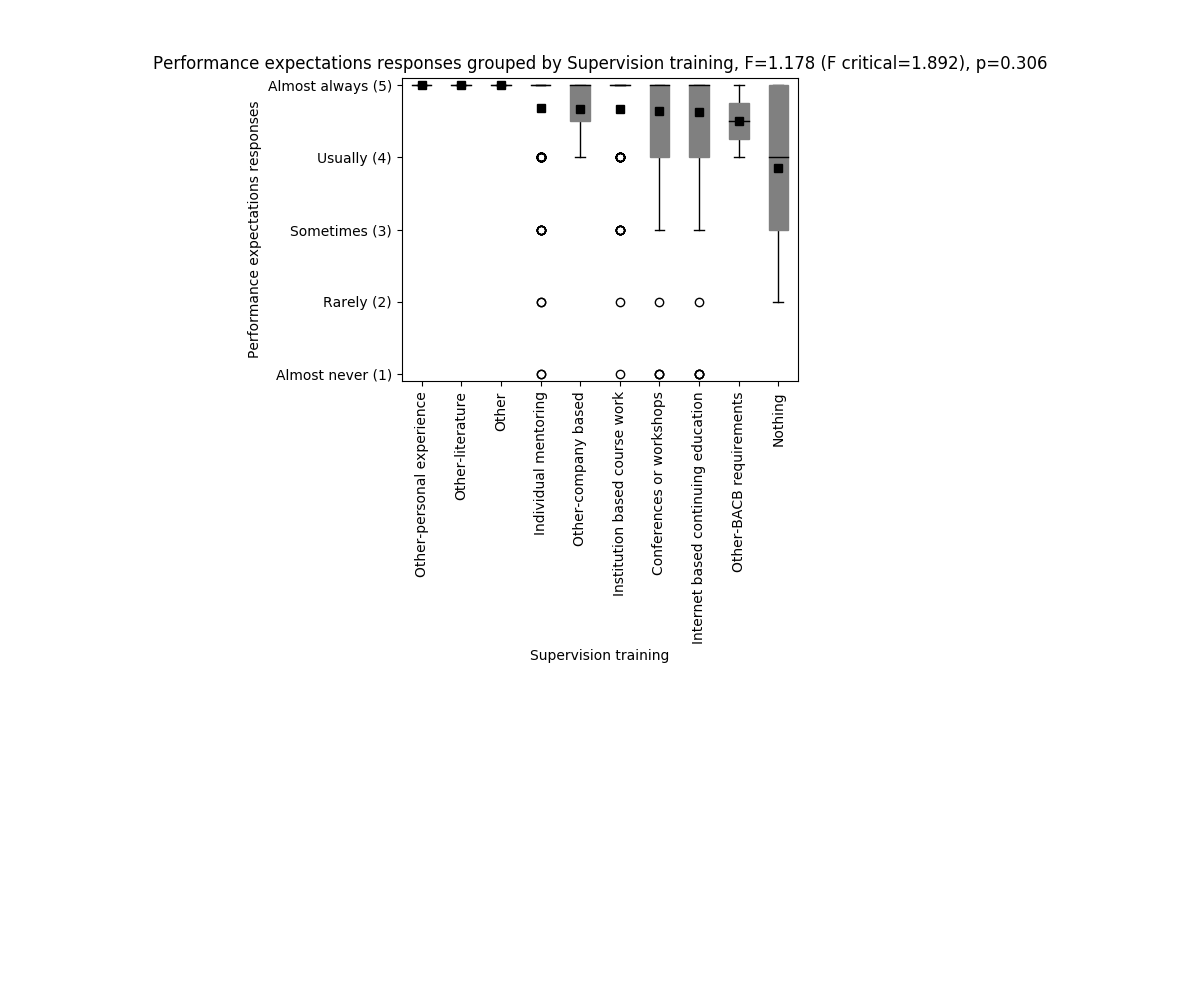 Performance expectations responses grouped by Supervision training, F=1.178 (F critical=1.892), p=0.306
Performance expectations responses
Almost always (5)
Usually (4)
Sometimes (3)
Rarely (2)
Almost never (1)
Other-personal experience
Other-literature
Other
Individual mentoring
Other-company based
Institution based course work
Conferences or workshops
Internet based continuing education
Other-BACB requirements
Nothing
Supervision training